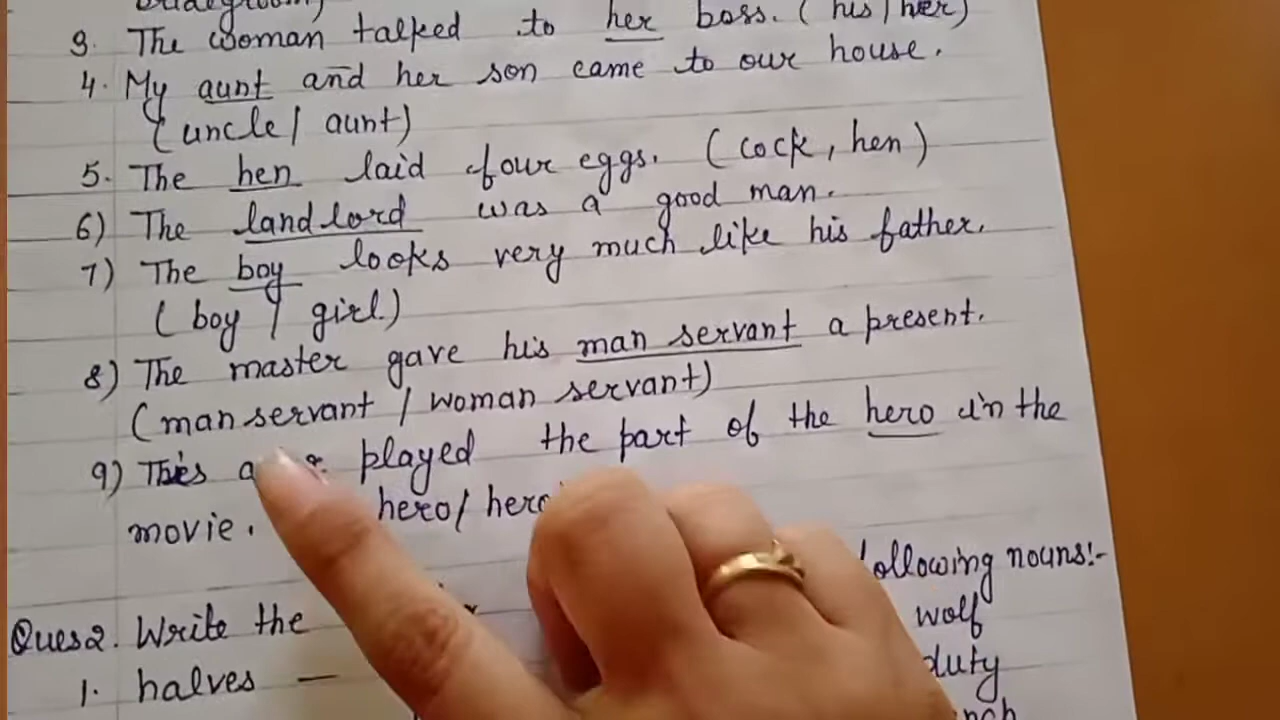 3. The woman talked to her boss. (his/her)
4. My aunt and her son came to our house.
(uncle/ aunt)
5. The hen laid four eggs. (cock, hen)
6) The landlord was a good man.
7) The boy looks very much like his father.
(boy / girl)
8) The master gave his man servant a present.
(man servant / woman servant)
9) This played the part of the hero in the
movie. hero/
Ques2. Write the following nouns:-
1. halves — wolf
duty